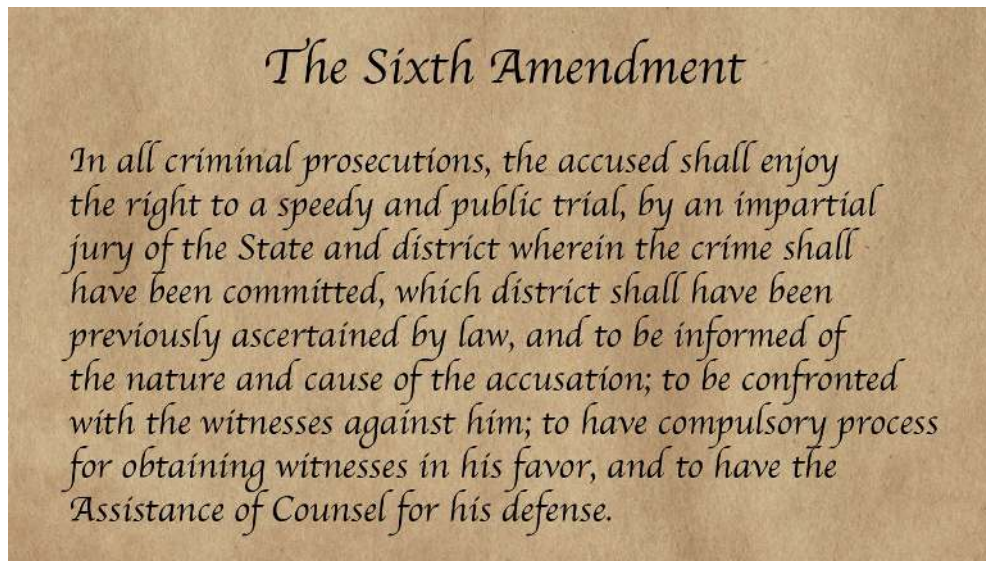 The Sixth Amendment
In all criminal prosecutions, the accused shall enjoy
the right to a speedy and public trial, by an impartial
jury of the State and district wherein the crime shall
have been committed, which district shall have been
previously ascertained by law, and to be informed of
the nature and cause of the accusation; to be confronted
with the witnesses against him; to have compulsory process
for obtaining witnesses in his favor, and to have the
Assistance of Counsel for his defense.